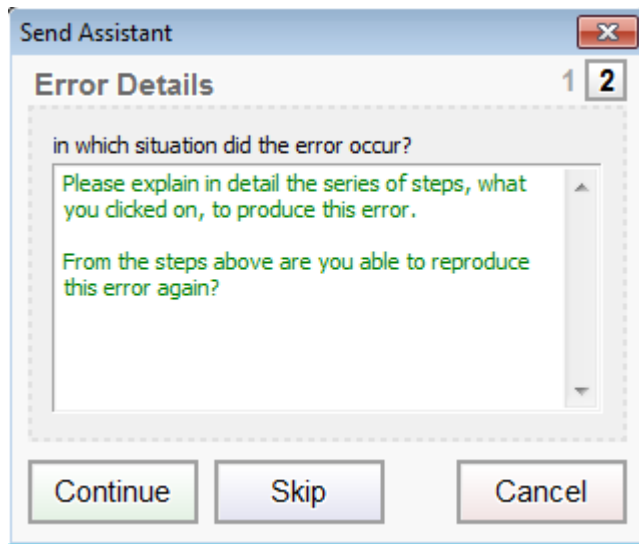 Send Assistant
Error Details
1 2
in which situation did the error occur?
Please explain in detail the series of steps, what
you clicked on, to produce this error.
From the steps above are you able to reproduce
this error again?
Continue Skip Cancel